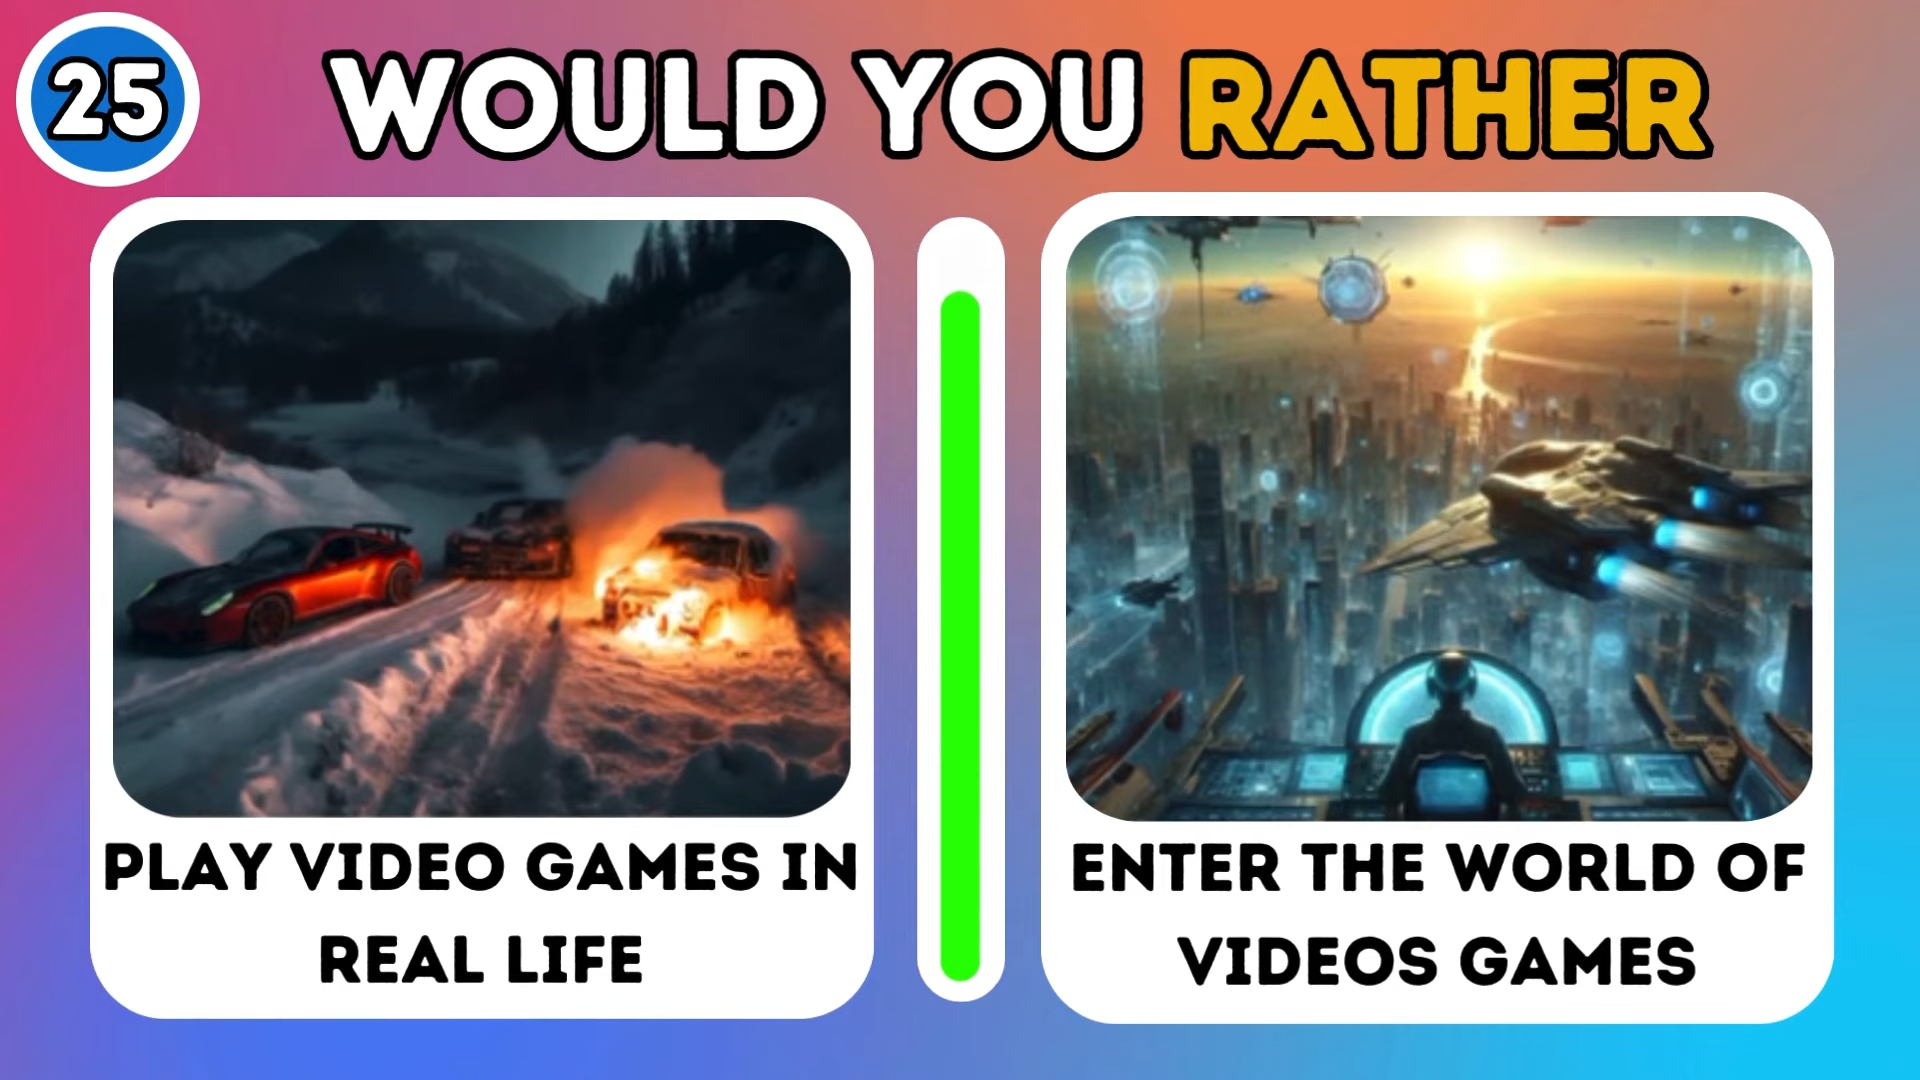 25
WOULD YOU RATHER
PLAY VIDEO GAMES IN
REAL LIFE
ENTER THE WORLD OF
VIDEOS GAMES